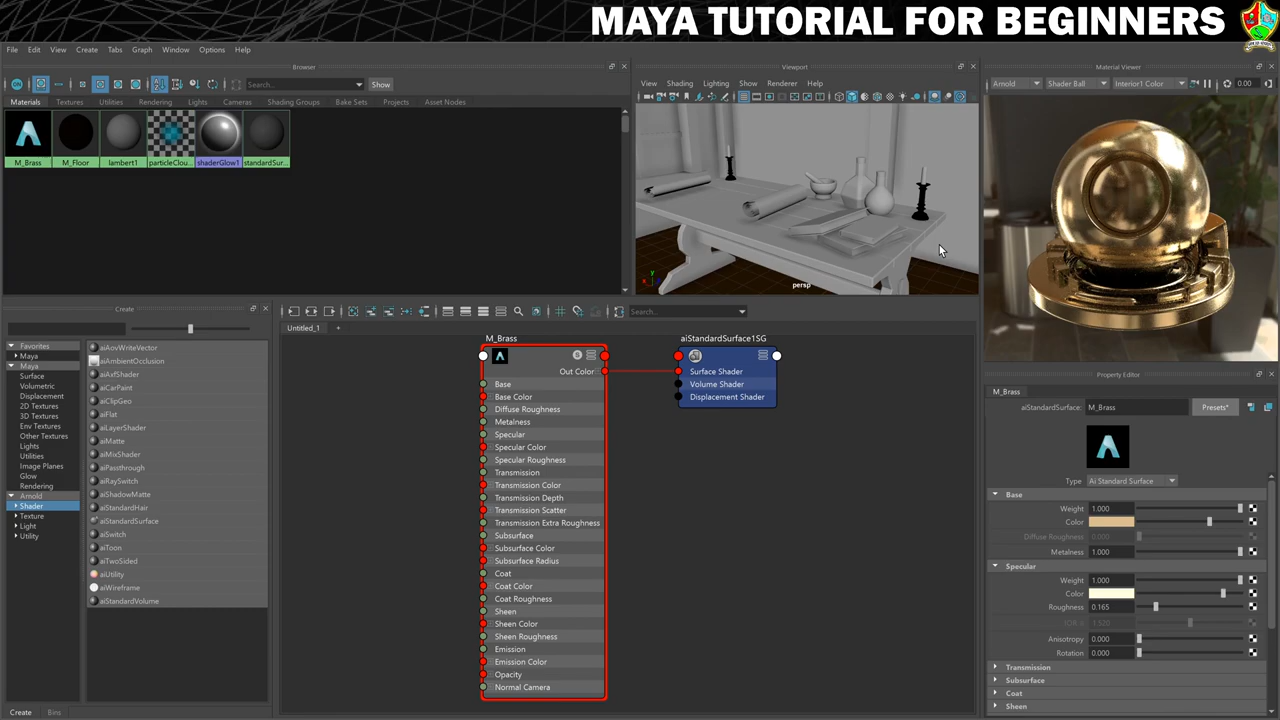 MAYA TUTORIAL FOR BEGINNERS
File Edit View Create Tabs Graph Window Options Help
Browser
ON
Search...
Show
Materials Textures Utilities Rendering Lights Cameras Shading Groups Bake Sets Projects Asset Nodes
M_Brass M_Floor lambert1 particleClou... shaderGlow1 standardSur...
Viewport
View Shading Lighting Show Renderer Help
persp
Material Viewer
Arnold Shader Ball Interior1 Color 0.00
Create
Favorites
Maya
Maya
Surface
Volumetric
Displacement
2D Textures
3D Textures
Env Textures
Other Textures
Lights
Utilities
Image Planes
Glow
Rendering
Arnold
Shader
Texture
Light
Utility
aiAovWriteVector
aiAmbientOcclusion
aiAxfShader
aiCarPaint
aiClipGeo
aiFlat
aiLayerShader
aiMatte
aiMixShader
aiPassthrough
aiRaySwitch
aiShadowMatte
aiStandardHair
aiStandardSurface
aiSwitch
aiToon
aiTwoSided
aiUtility
aiWireframe
aiStandardVolume
Create Bins
Search...
Untitled_1 +
M_Brass
S
Out Color
Base
Base Color
Diffuse Roughness
Metalness
Specular
Specular Color
Specular Roughness
Transmission
Transmission Color
Transmission Depth
Transmission Scatter
Transmission Extra Roughness
Subsurface
Subsurface Color
Subsurface Radius
Coat
Coat Color
Coat Roughness
Sheen
Sheen Color
Sheen Roughness
Emission
Emission Color
Opacity
Normal Camera
aiStandardSurface1SG
Surface Shader
Volume Shader
Displacement Shader
Property Editor
M_Brass
aiStandardSurface: M_Brass Presets*
Type Ai Standard Surface
Base
Weight 1.000
Color
Diffuse Roughness 0.000
Metalness 1.000
Specular
Weight 1.000
Color
Roughness 0.165
IOR 1.520
Anisotropy 0.000
Rotation 0.000
Transmission
Subsurface
Coat
Sheen